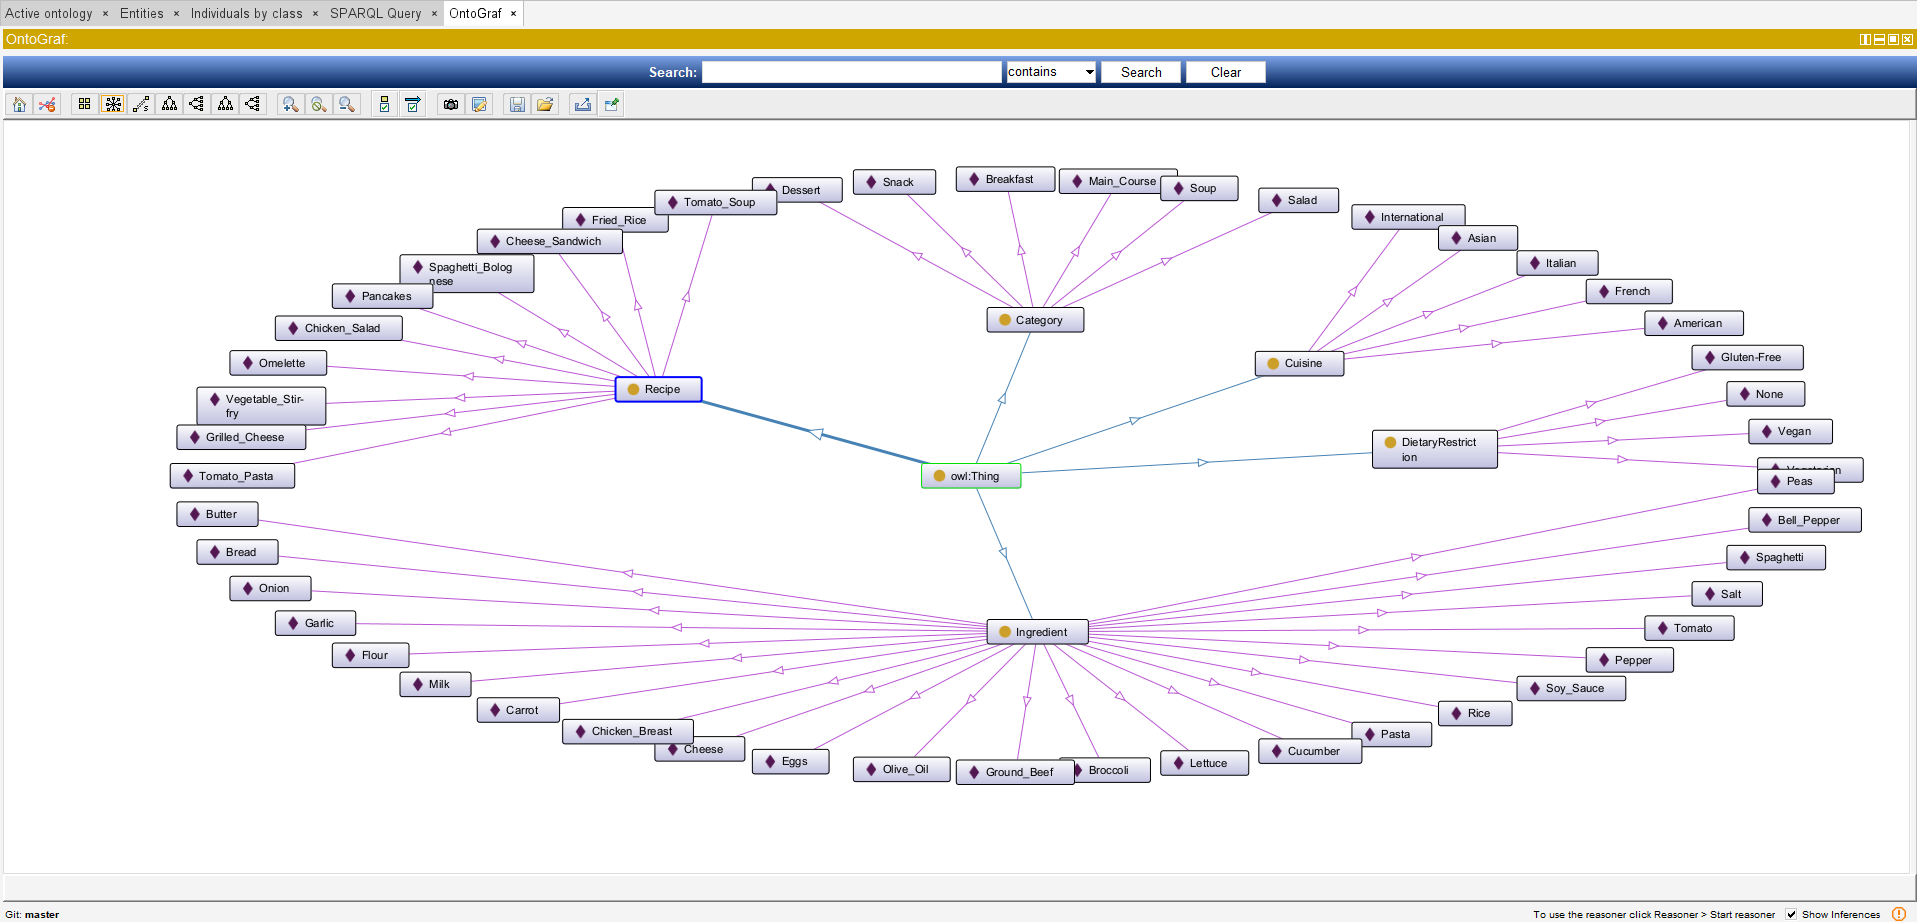 Active ontology × Entities × Individuals by class × SPARQL Query × OntoGraf ×
OntoGraf:
Search: contains Search Clear
Breakfast
Main_Course
Snack
Soup
Dessert
Salad
Tomato_Soup
International
Fried_Rice
Asian
Cheese_Sandwich
Italian
Spaghetti_Bolog
nese
French
Pancakes
Category
American
Chicken_Salad
Gluten-Free
Omelette
Cuisine
Recipe
None
Vegetable_Stir-
fry
Vegan
Grilled_Cheese
DietaryRestrict
ion
Vegetarian
Tomato_Pasta
owl:Thing
Peas
Butter
Bell_Pepper
Bread
Spaghetti
Onion
Salt
Garlic
Tomato
Ingredient
Flour
Pepper
Milk
Soy_Sauce
Carrot
Rice
Chicken_Breast
Pasta
Cheese
Cucumber
Eggs
Lettuce
Olive_Oil
Ground_Beef
Broccoli
Git: master
To use the reasoner click Reasoner > Start reasoner Show Inferences